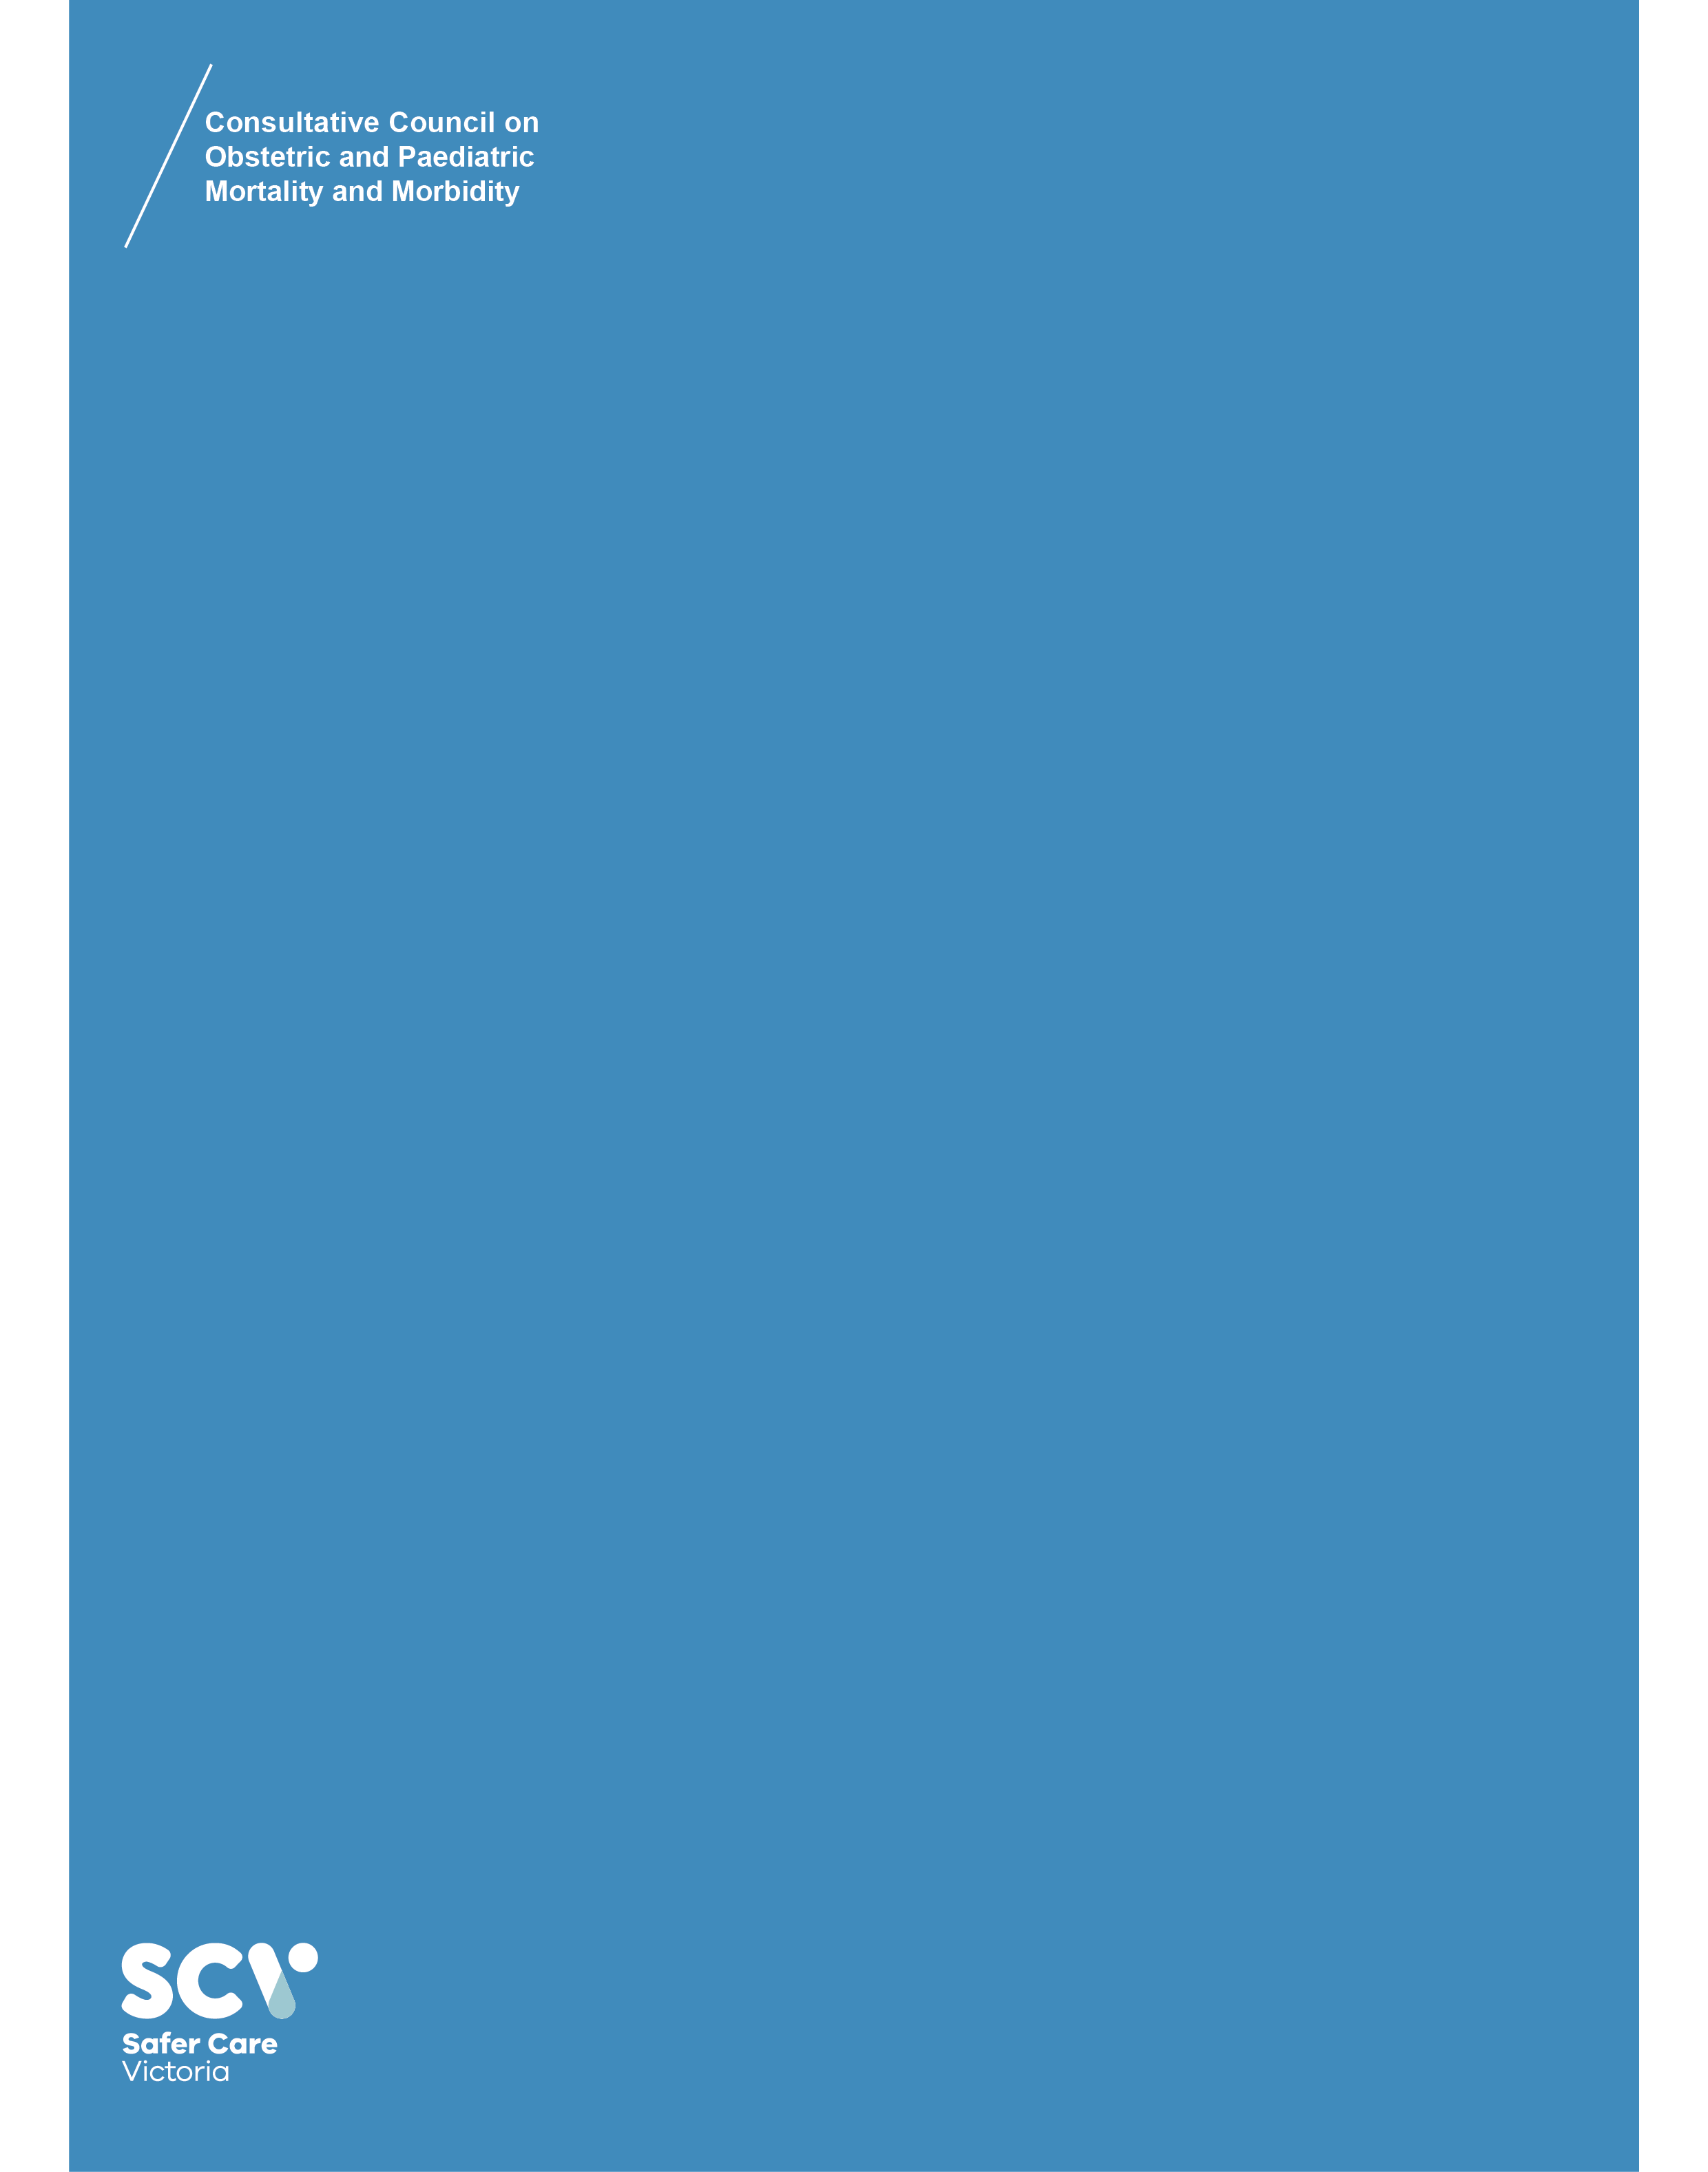 Consultative Council on
Obstetric and Paediatric
Mortality and Morbidity
SCV
Safer Care
Victoria